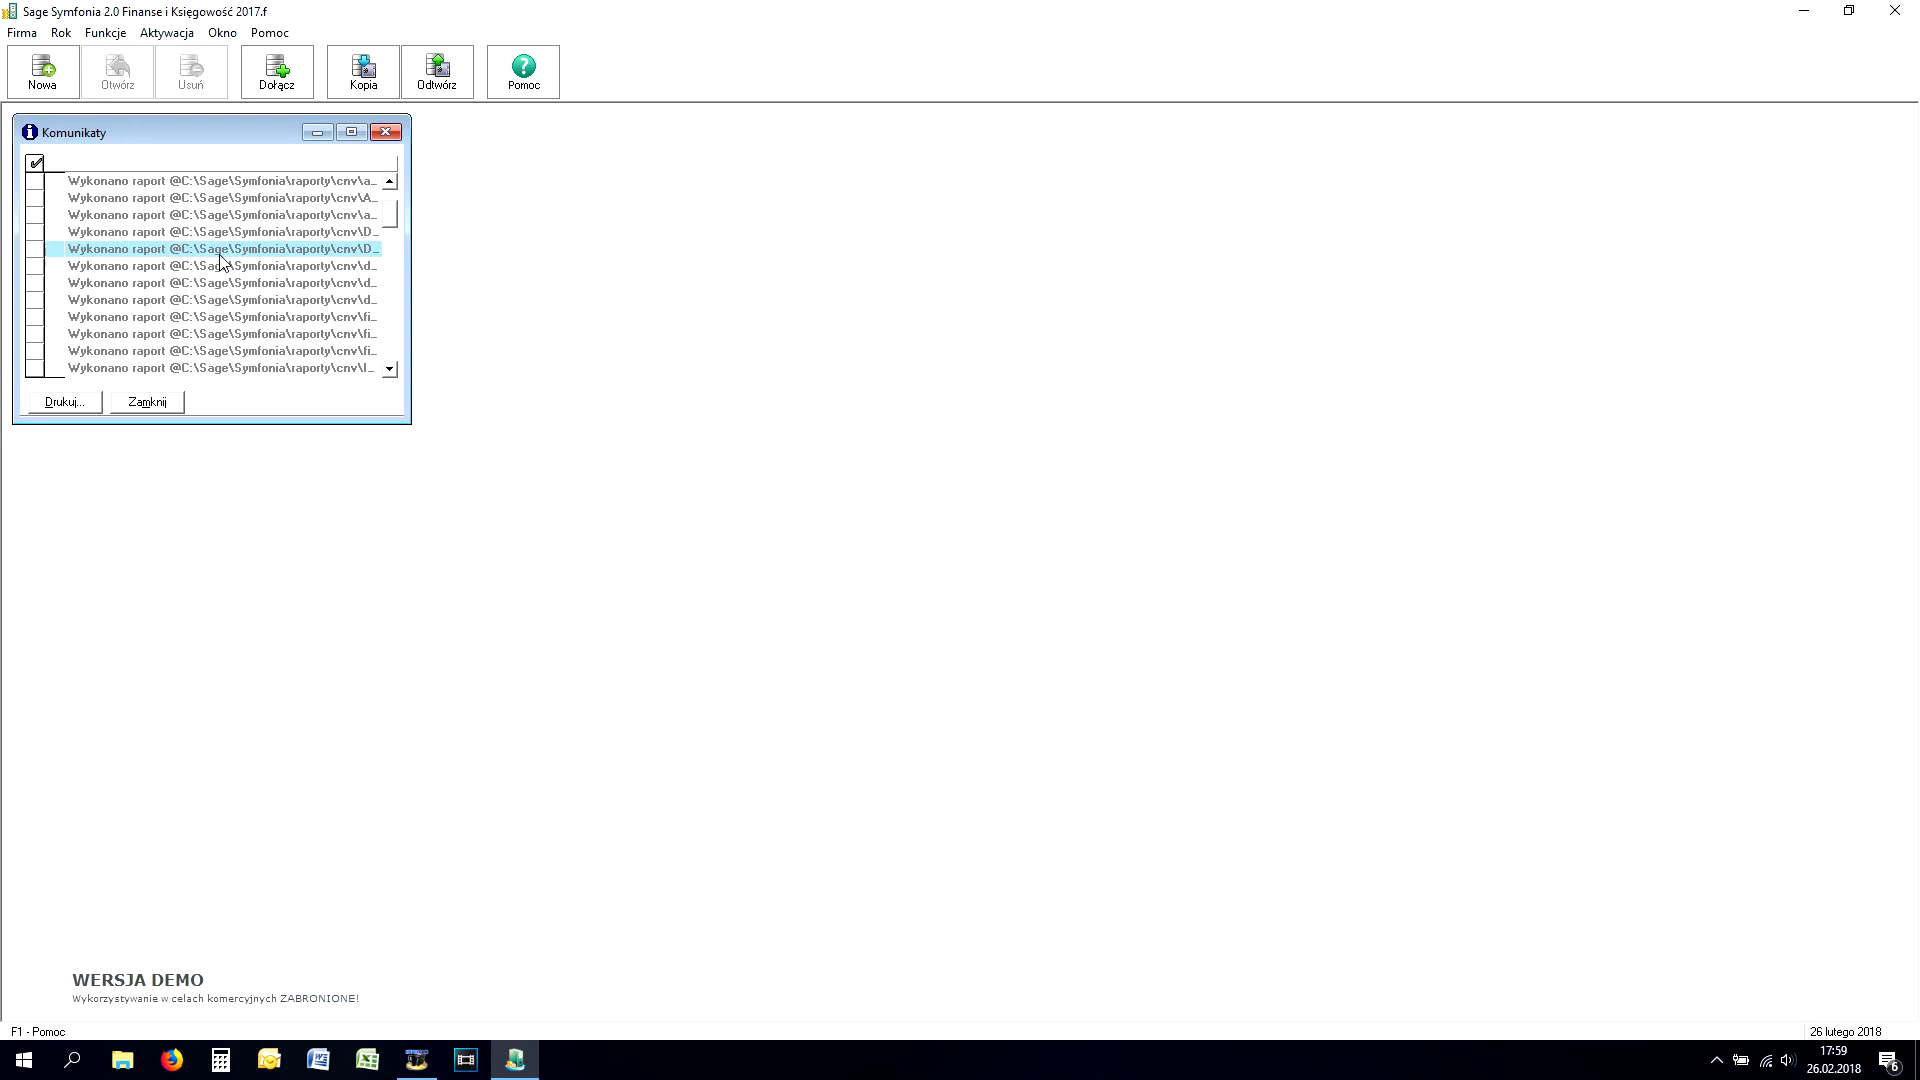 Sage Symfonia 2.0 Finanse i Księgowość 2017.f
Firma Rok Funkcje Aktywacja Okno Pomoc
Nowa Otwórz Usuń Dołącz Kopia Odtwórz Pomoc
Komunikaty
Wykonano raport @C:\Sage\Symfonia\raporty\cnv\a...
Wykonano raport @C:\Sage\Symfonia\raporty\cnv\A...
Wykonano raport @C:\Sage\Symfonia\raporty\cnv\a...
Wykonano raport @C:\Sage\Symfonia\raporty\cnv\D...
Wykonano raport @C:\Sage\Symfonia\raporty\cnv\D...
Wykonano raport @C:\Sage\Symfonia\raporty\cnv\d...
Wykonano raport @C:\Sage\Symfonia\raporty\cnv\d...
Wykonano raport @C:\Sage\Symfonia\raporty\cnv\d...
Wykonano raport @C:\Sage\Symfonia\raporty\cnv\fi...
Wykonano raport @C:\Sage\Symfonia\raporty\cnv\fi...
Wykonano raport @C:\Sage\Symfonia\raporty\cnv\fi...
Wykonano raport @C:\Sage\Symfonia\raporty\cnv\I...
Drukuj... Zamknij
WERSJA DEMO
Wykorzystywanie w celach komercyjnych ZABRONIONE!
F1 - Pomoc
26 lutego 2018
17:59
26.02.2018
6